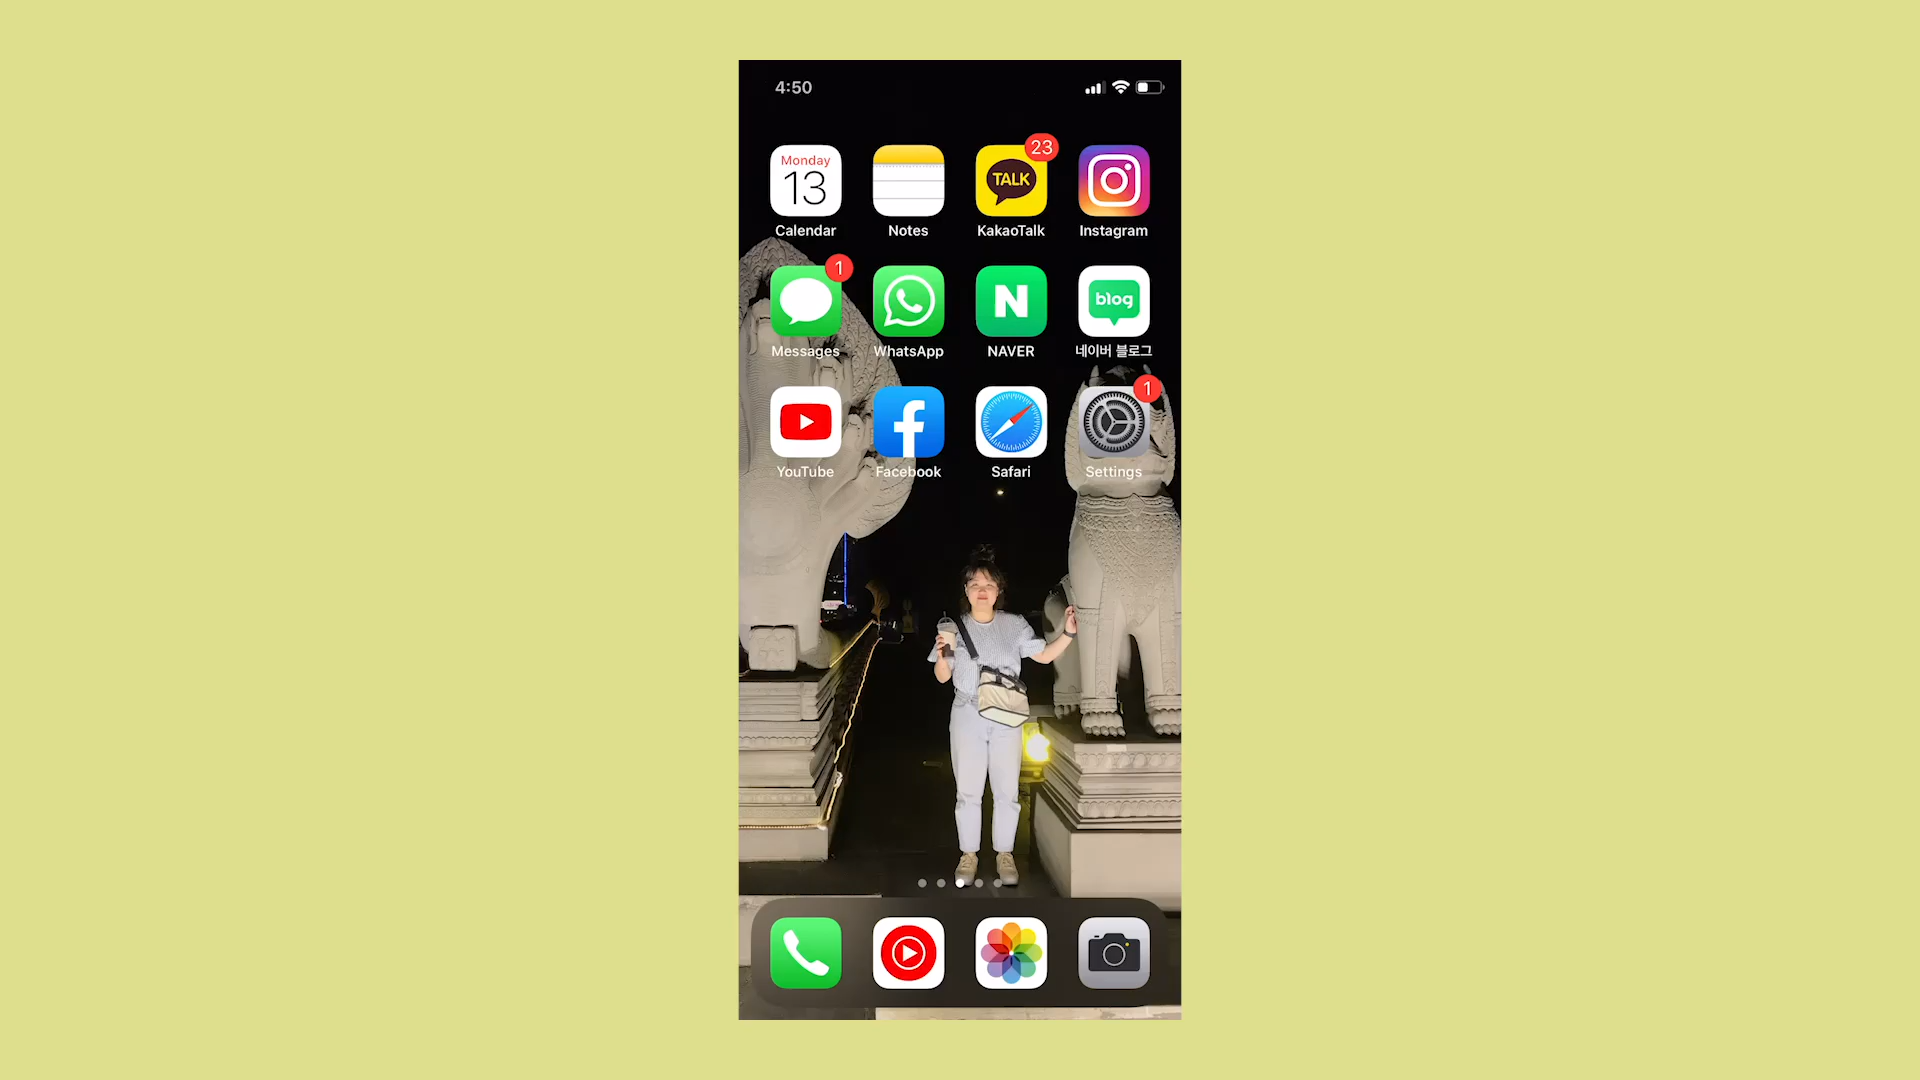 4:50
Monday
13
TALK
23
Calendar
Notes
KakaoTalk
Instagram
1
N
blog
Messages
WhatsApp
NAVER
네이버 블로그
1
YouTube
Facebook
Safari
Settings